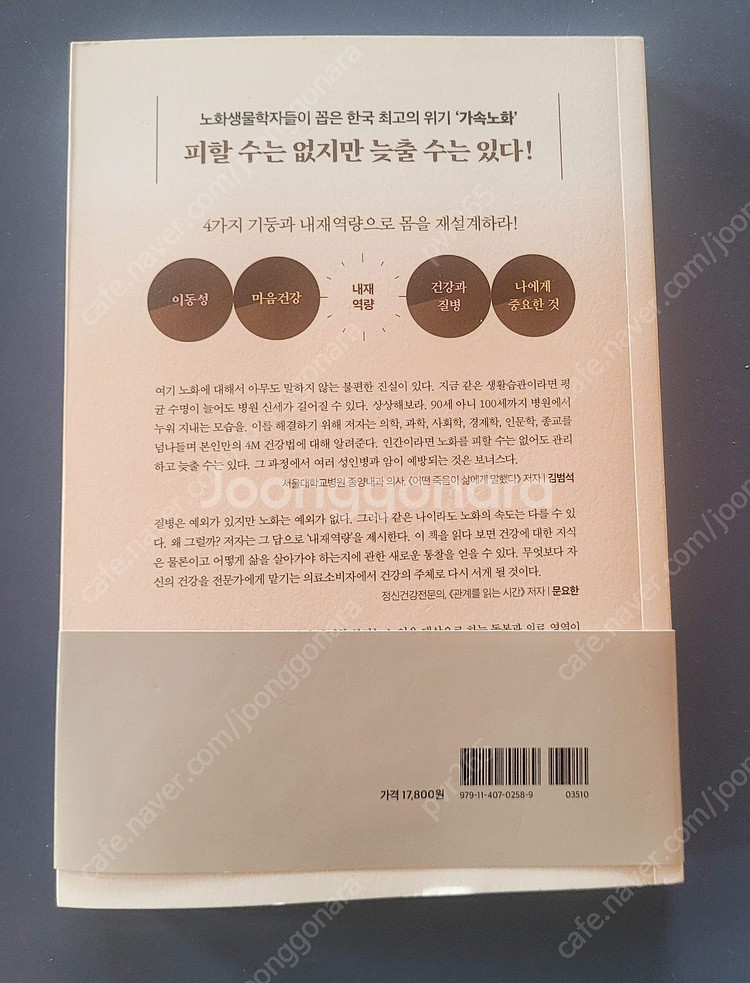 노화생물학자들이 꼽은 한국 최고의 위기 ‘가속노화’
피할 수는 없지만 늦출 수는 있다!
4가지 기둥과 내재역량으로 몸을 재설계하라!
이동성
마음건강
내재
역량
건강과
질병
나에게
중요한 것
여기 노화에 대해서 아무도 말하지 않는 불편한 진실이 있다. 지금 같은 생활습관이라면 평
균 수명이 늘어도 병원 신세가 길어질 수 있다. 상상해보라. 90세 아니 100세까지 병원에서
누워 지내는 모습을. 이를 해결하기 위해 저자는 의학, 과학, 사회학, 경제학, 인문학, 종교를
넘나들며 본인만의 4M 건강법에 대해 알려준다. 인간이라면 노화를 피할 수는 없어도 관리
하고 늦출 수는 있다. 그 과정에서 여러 성인병과 암이 예방되는 것은 보너스다.
서울대학교병원 종양내과 의사, 《어떤 죽음이 삶에게 말했다》 저자 | 김범석
Joonggonara
질병은 예외가 있지만 노화는 예외가 없다. 그러나 같은 나이라도 노화의 속도는 다를 수 있
다. 왜 그럴까? 저자는 그 답으로 ‘내재역량’을 제시한다. 이 책을 읽다 보면 건강에 대한 지식
은 물론이고 어떻게 삶을 살아가야 하는지에 관한 새로운 통찰을 얻을 수 있다. 무엇보다 자
신의 건강을 전문가에게 맡기는 의료소비자에서 건강의 주체로 다시 서게 될 것이다.
정신건강전문의, 《관계를 읽는 시간》 저자 | 문요한
가격 17,800원
979-11-407-0258-9
03510
cafe.naver.com/joonggonara